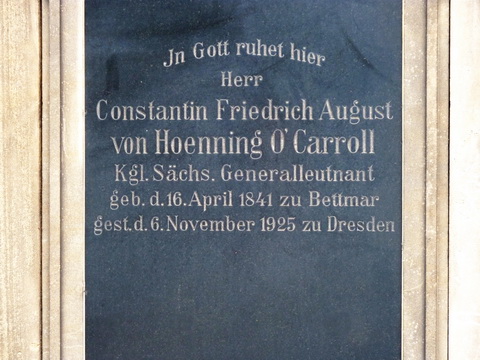 Jn Gott ruhet hier
Herr
Constantin Friedrich August
von Hoenning O'Carroll
Kgl. Sächs. Generalleutnant
geb. d. 16. April 1841 zu Bettmar
gest. d. 6. November 1925 zu Dresden